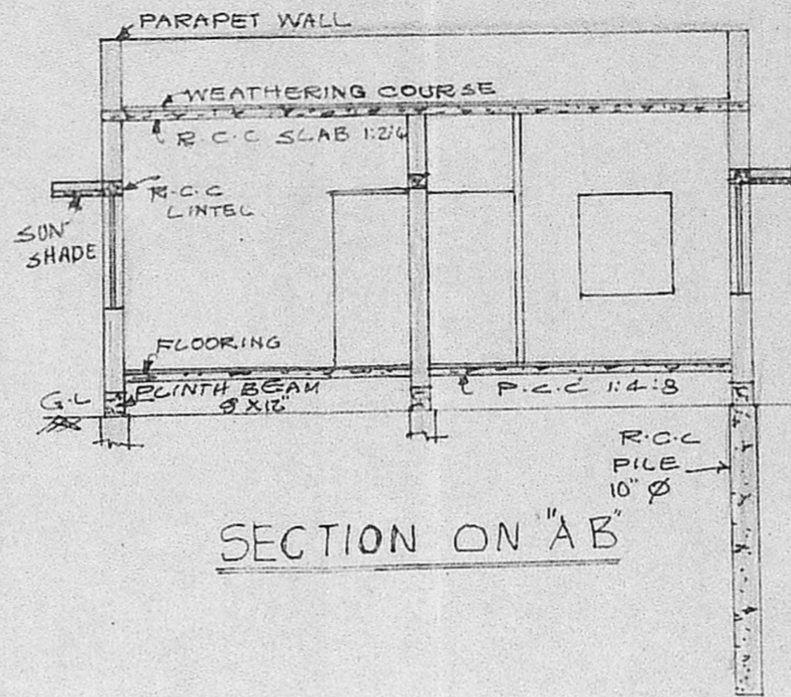 PARAPET WALL
WEATHERING COURSE
R.C.C SLAB 1:2:4
R.C.C
LINTEL
SUN
SHADE
FLOORING
G.L
PLINTH BEAM
9"X12"
P.C.C 1:4:8
R.C.C
PILE
10" Ø
SECTION ON "AB"